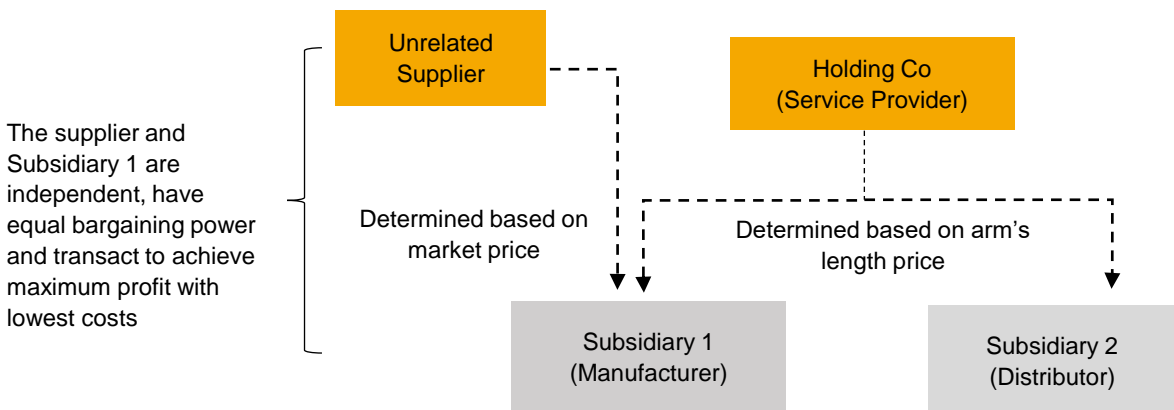 Unrelated
Supplier
Holding Co
(Service Provider)
The supplier and
Subsidiary 1 are
independent, have
equal bargaining power
and transact to achieve
maximum profit with
lowest costs
Determined based on
market price
Determined based on arm’s
length price
Subsidiary 1
(Manufacturer)
Subsidiary 2
(Distributor)